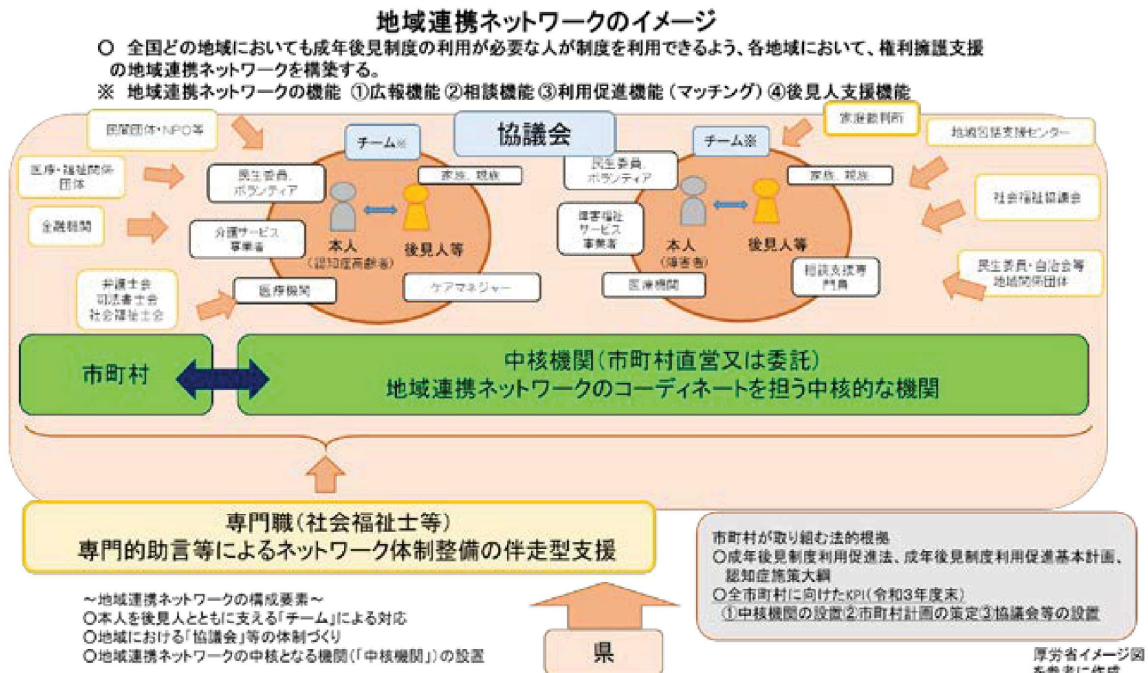 地域連携ネットワークのイメージ
○ 全国どの地域においても成年後見制度の利用が必要な人が制度を利用できるよう、各地域において、権利擁護支援
の地域連携ネットワークを構築する。
※ 地域連携ネットワークの機能 ①広報機能②相談機能③利用促進機能(マッチング)④後見人支援機能
民間団体・NPO等
医療・福祉関係
団体
金融機関
弁護士会
司法書士会
社会福祉士会
チーム※
民生委員、
ボランティア
家族、親族
介護サービス
事業者
本人
(認知症高齢者)
後見人等
医療機関
ケアマネジャー
協議会
チーム※
民生委員、
ボランティア
家族、親族
障害福祉
サービス
事業者
本人
(障害者)
後見人等
医療機関
相談支援専
門員
家庭裁判所
地域包括支援センター
社会福祉協議会
民生委員・自治会等
地域関係団体
市町村
中核機関(市町村直営又は委託)
地域連携ネットワークのコーディネートを担う中核的な機関
専門職(社会福祉士等)
専門的助言等によるネットワーク体制整備の伴走型支援
~地域連携ネットワークの構成要素~
○本人を後見人とともに支える「チーム」による対応
○地域における「協議会」等の体制づくり
○地域連携ネットワークの中核となる機関(「中核機関」)の設置
県
市町村が取り組む法的根拠
○成年後見制度利用促進法、成年後見制度利用促進基本計画、
認知症施策大綱
○全市町村に向けたKPI(令和3年度末)
①中核機関の設置②市町村計画の策定③協議会等の設置
厚労省イメージ図
を参考に作成